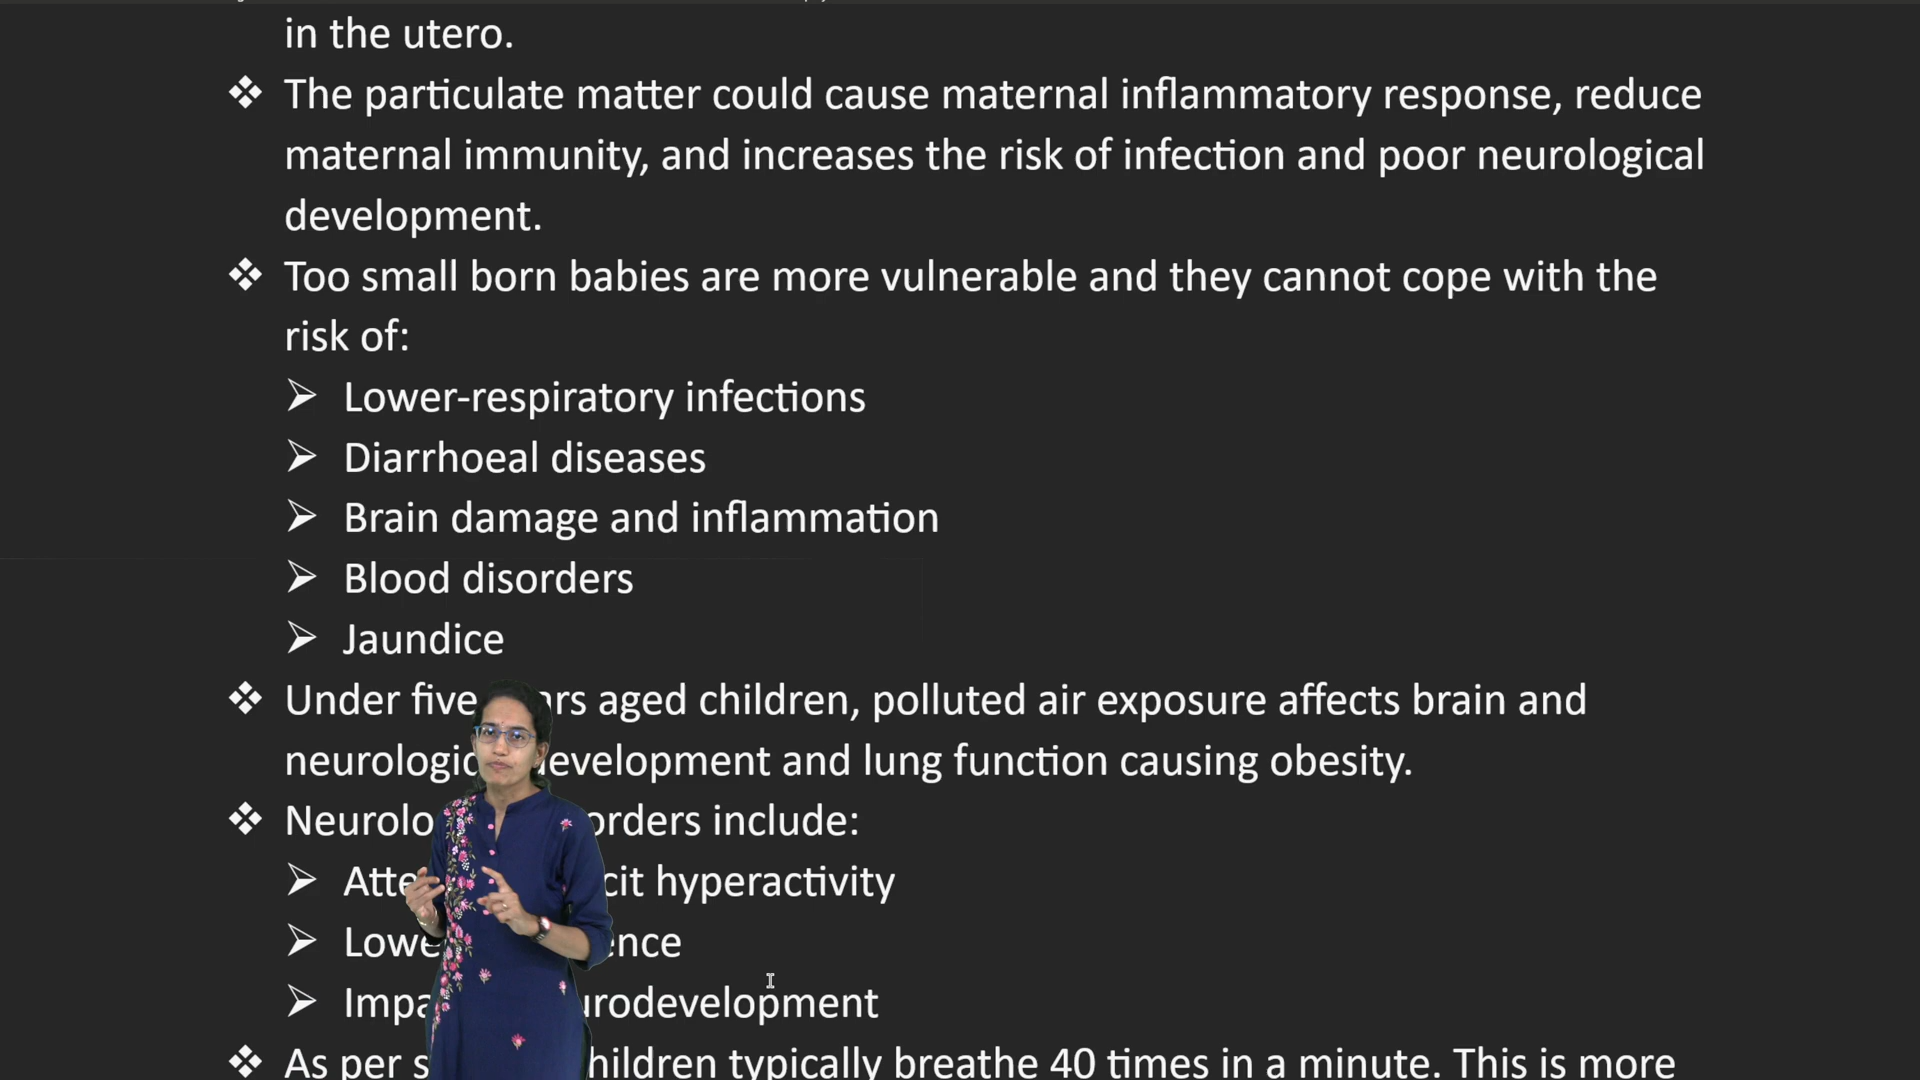 in the utero.
❖ The particulate matter could cause maternal inflammatory response, reduce
maternal immunity, and increases the risk of infection and poor neurological
development.
❖ Too small born babies are more vulnerable and they cannot cope with the
risk of:
➢ Lower-respiratory infections
➢ Diarrhoeal diseases
➢ Brain damage and inflammation
➢ Blood disorders
➢ Jaundice
❖ Under five ars aged children, polluted air exposure affects brain and
neurologic evelopment and lung function causing obesity.
❖ Neurolo orders include:
➢ Atte cit hyperactivity
➢ Lowe ence
➢ Impa urodevelopment
❖ As per s hildren typically breathe 40 times in a minute. This is more